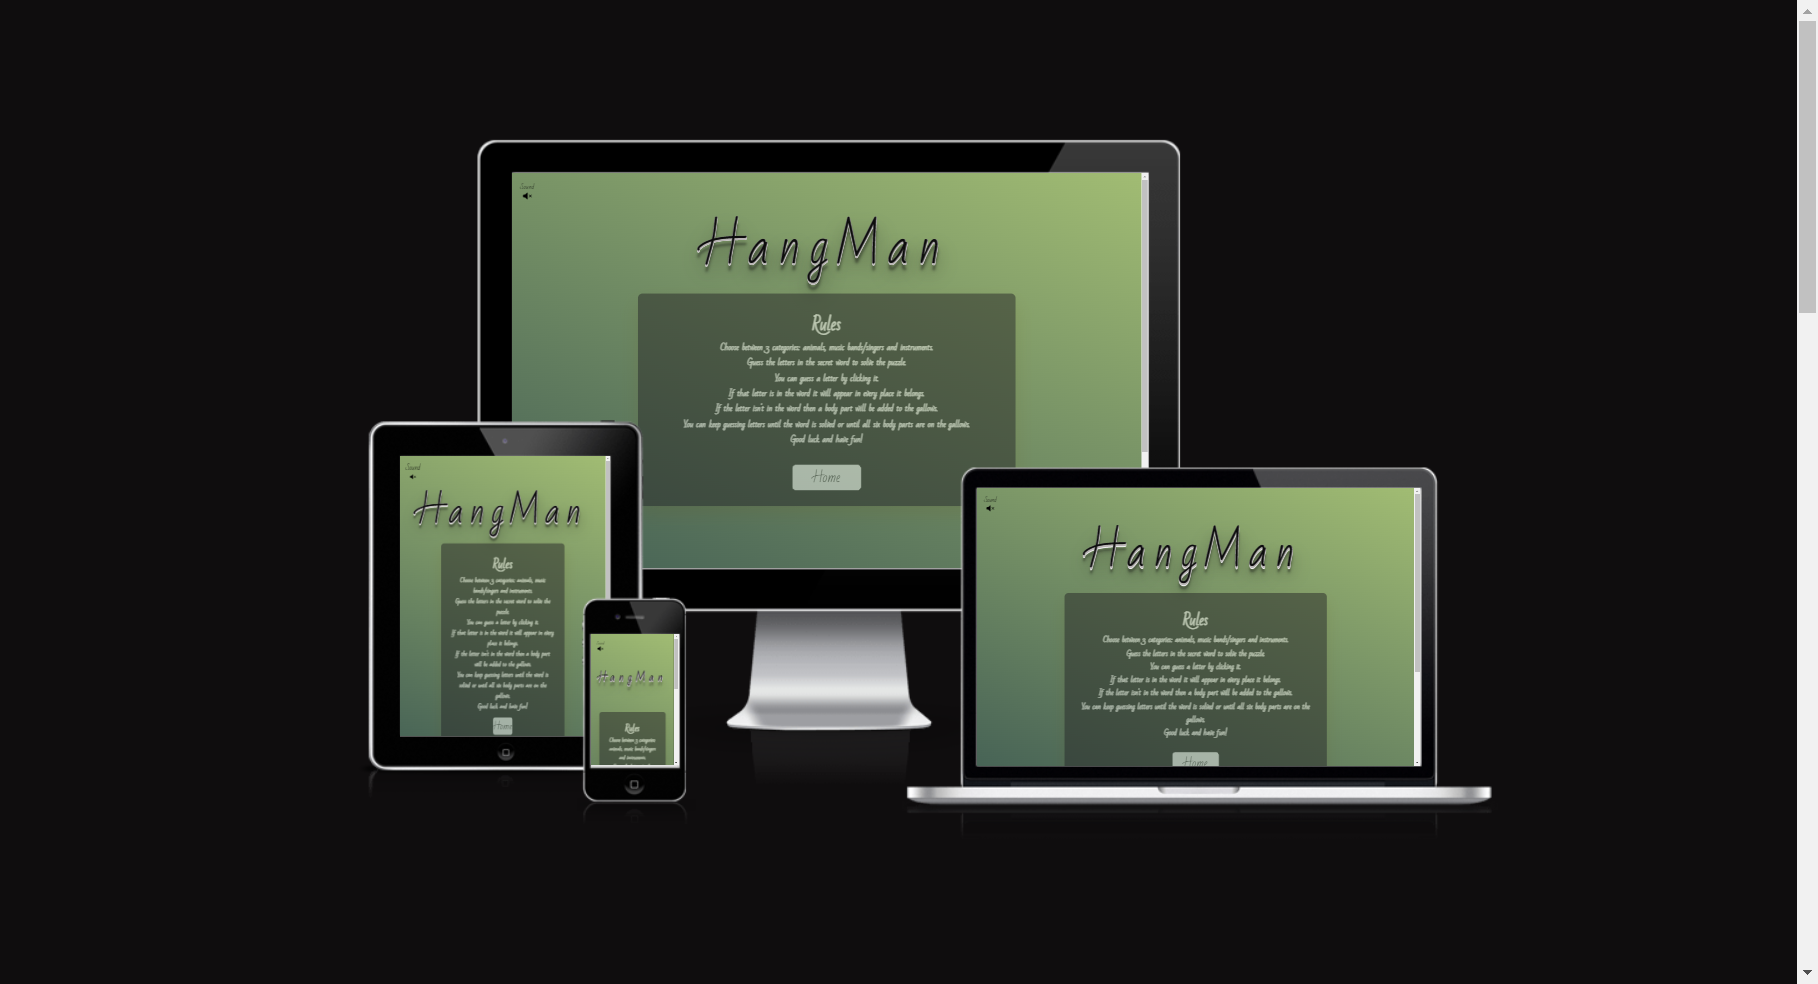 Sound
HangMan
Rules
Choose between 3 categories: animals, music bands/singers and instruments.
Guess the letters in the secret word to solve the puzzle.
You can guess a letter by clicking it.
If that letter is in the word it will appear in every place it belongs.
If the letter isn't in the word then a body part will be added to the gallows.
You can keep guessing letters until the word is solved or until all six body parts are on the gallows.
Good luck and have fun!
Home
Sound
HangMan
Rules
Choose between 3 categories: animals, music
bands/singers and instruments.
Guess the letters in the secret word to solve the
puzzle.
You can guess a letter by clicking it.
If that letter is in the word it will appear in every
place it belongs.
If the letter isn't in the word then a body part
will be added to the gallows.
You can keep guessing letters until the word is
solved or until all six body parts are on the
gallows.
Good luck and have fun!
Home
HangMan
Rules
Choose between 3 categories:
animals, music bands/singers
and instruments.
Sound
HangMan
Rules
Choose between 3 categories: animals, music bands/singers and instruments.
Guess the letters in the secret word to solve the puzzle.
You can guess a letter by clicking it.
If that letter is in the word it will appear in every place it belongs.
If the letter isn't in the word then a body part will be added to the gallows.
You can keep guessing letters until the word is solved or until all six body parts are on the
gallows.
Good luck and have fun!
Home